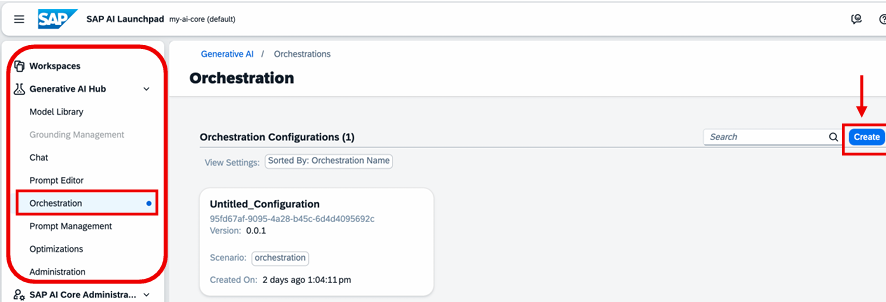 SAP
SAP AI Launchpad my-ai-core (default)
Workspaces
Generative AI Hub
Model Library
Grounding Management
Chat
Prompt Editor
Orchestration
Prompt Management
Optimizations
Administration
SAP AI Core Administra...
Generative AI / Orchestrations
Orchestration
Orchestration Configurations (1)
Search
Create
View Settings: Sorted By: Orchestration Name
Untitled_Configuration
95fd67af-9095-4a28-b45c-6d4d4095692c
Version: 0.0.1
Scenario: orchestration
Created On: 2 days ago 1:04:11 pm